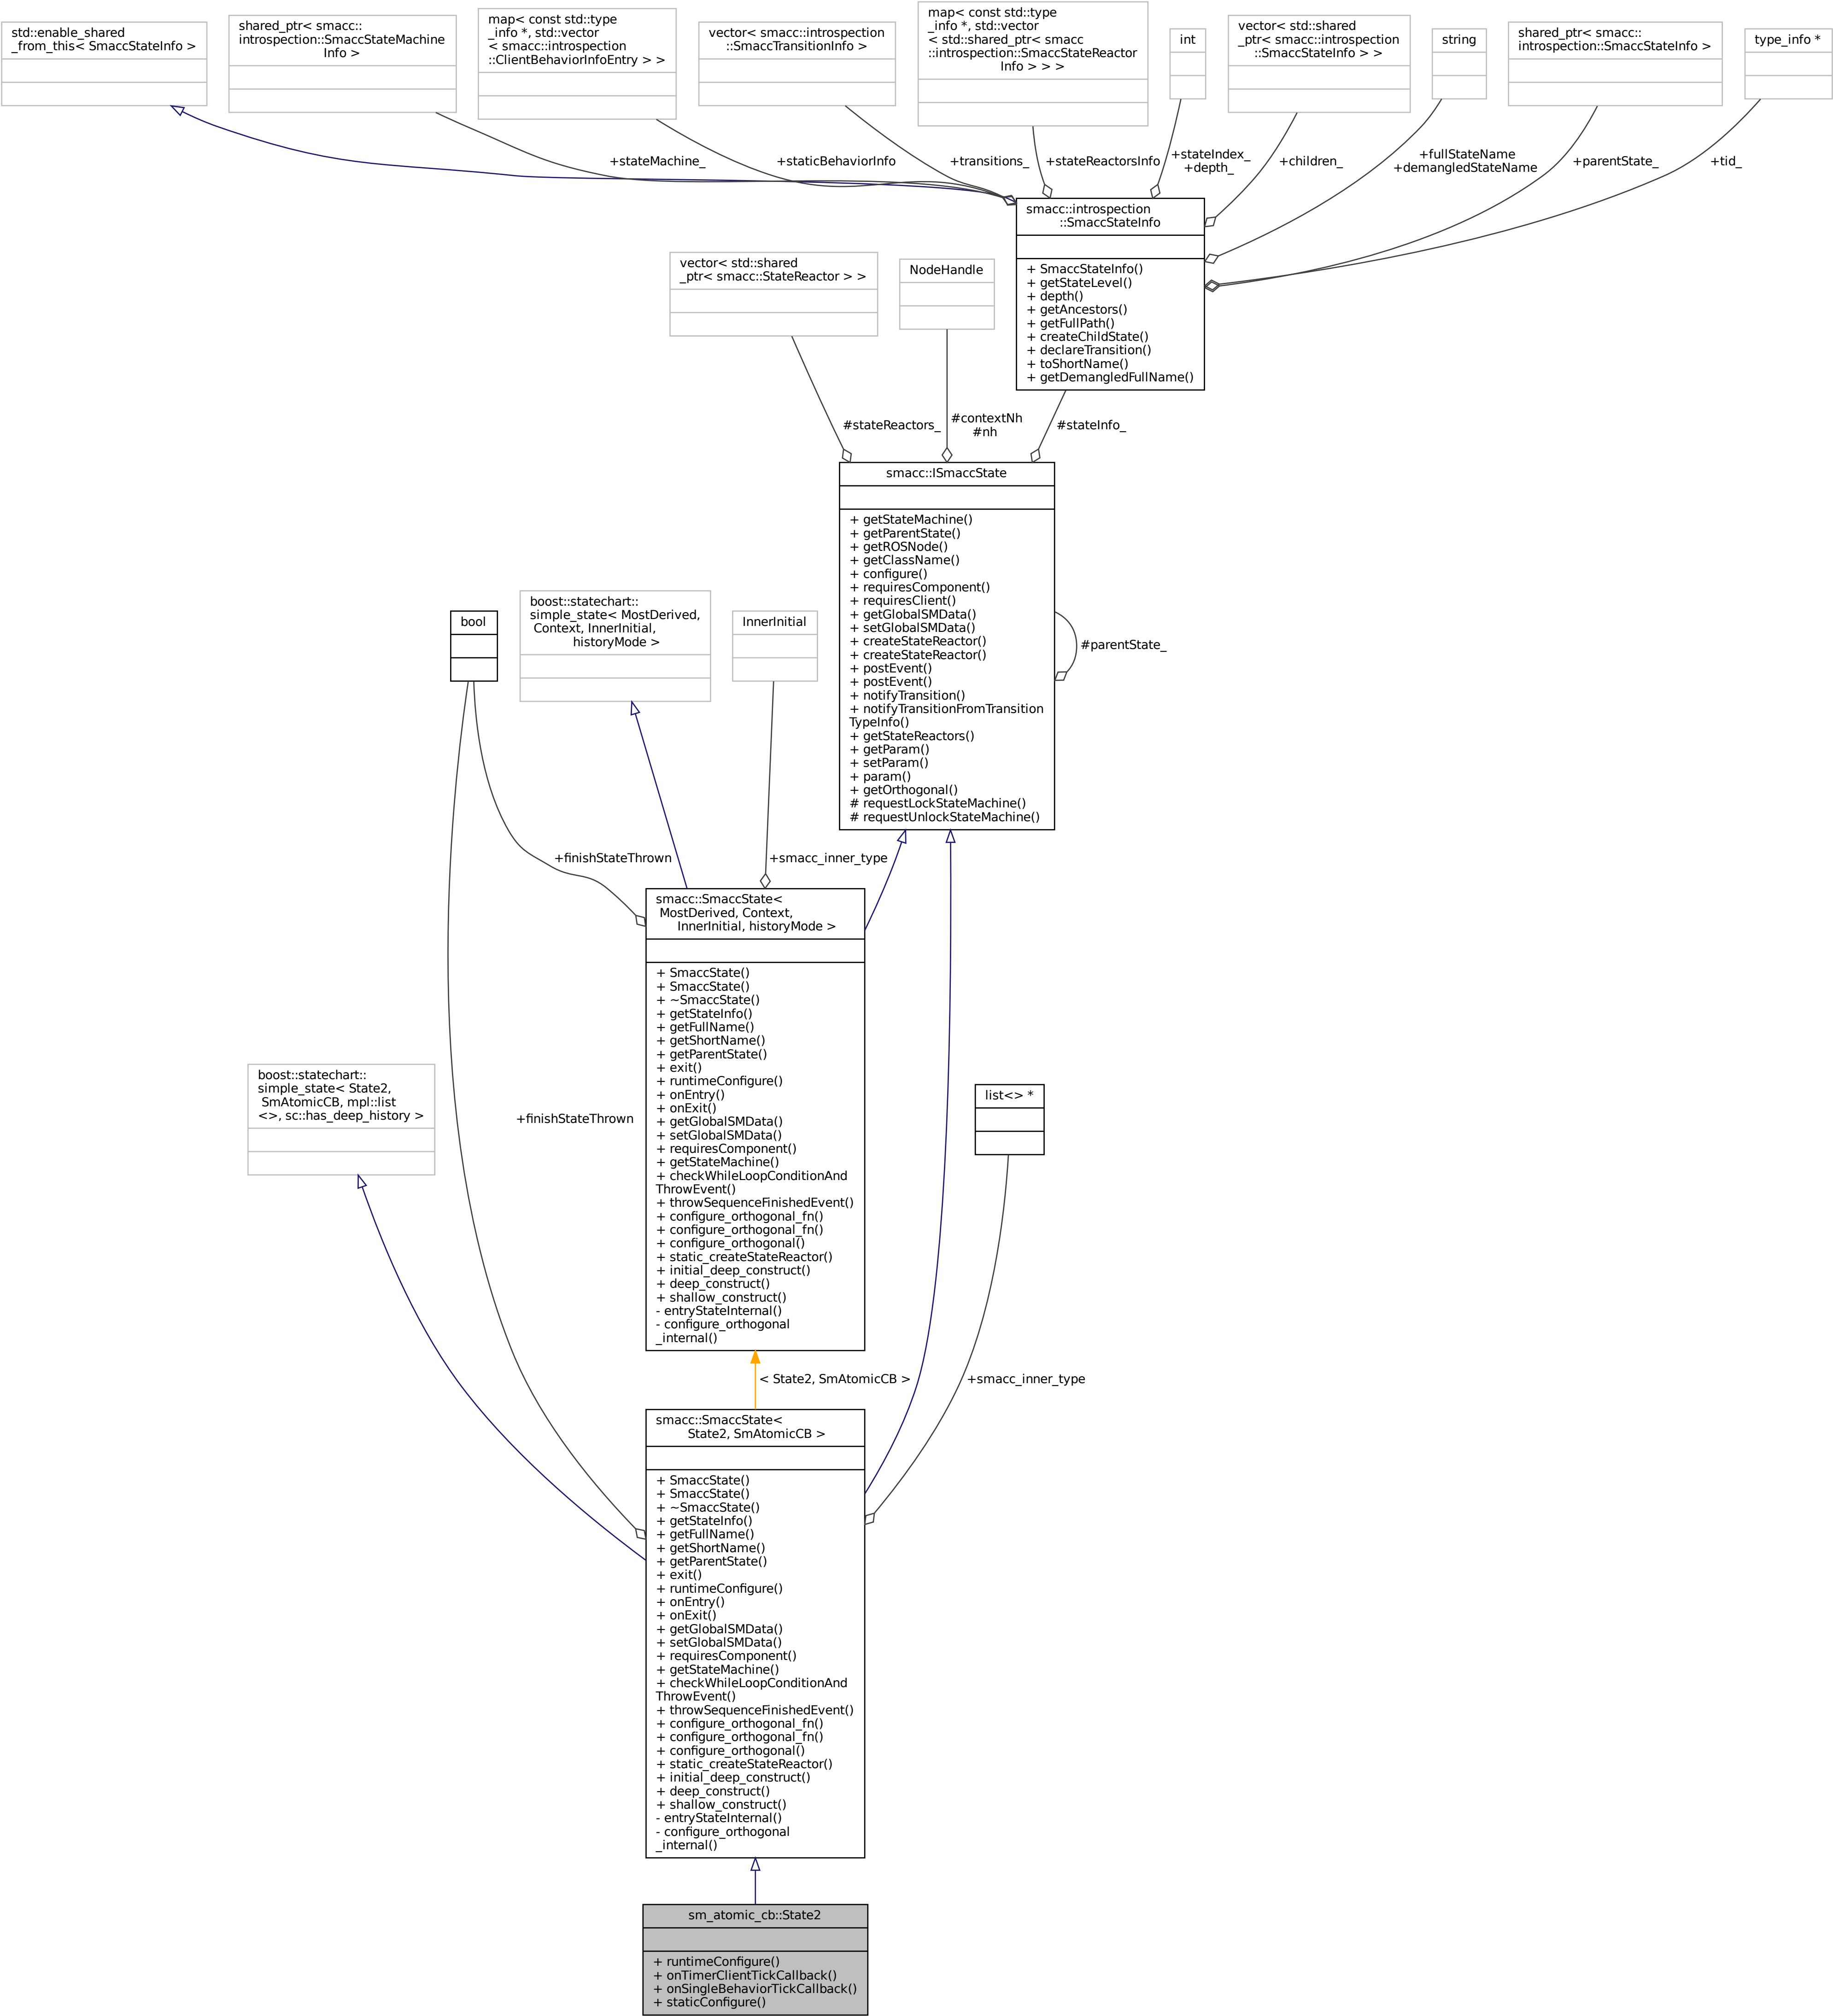 std::enable_shared
_from_this< SmaccStateInfo >
shared_ptr< smacc::
introspection::SmaccStateMachine
Info >
map< const std::type
_info *, std::vector
< smacc::introspection
::ClientBehaviorInfoEntry > >
vector< smacc::introspection
::SmaccTransitionInfo >
map< const std::type
_info *, std::vector
< std::shared_ptr< smacc
::introspection::SmaccStateReactor
Info > > >
int
vector< std::shared
_ptr< smacc::introspection
::SmaccStateInfo > >
string
shared_ptr< smacc::
introspection::SmaccStateInfo >
type_info *
+stateMachine_
+staticBehaviorInfo
+transitions_
+stateReactorsInfo
+stateIndex_
+depth_
+children_
+fullStateName
+demangledStateName
+parentState_
+tid_
smacc::introspection
::SmaccStateInfo
+ SmaccStateInfo()
+ getStateLevel()
+ depth()
+ getAncestors()
+ getFullPath()
+ createChildState()
+ declareTransition()
+ toShortName()
+ getDemangledFullName()
vector< std::shared
_ptr< smacc::StateReactor > >
NodeHandle
#stateReactors_
#contextNh
#nh
#stateInfo_
smacc::ISmaccState
+ getStateMachine()
+ getParentState()
+ getROSNode()
+ getClassName()
+ configure()
+ requiresComponent()
+ requiresClient()
+ getGlobalSMData()
+ setGlobalSMData()
+ createStateReactor()
+ createStateReactor()
+ postEvent()
+ postEvent()
+ notifyTransition()
+ notifyTransitionFromTransition
TypeInfo()
+ getStateReactors()
+ getParam()
+ setParam()
+ param()
+ getOrthogonal()
# requestLockStateMachine()
# requestUnlockStateMachine()
#parentState_
bool
boost::statechart::
simple_state< MostDerived,
Context, InnerInitial,
historyMode >
InnerInitial
+finishStateThrown
+smacc_inner_type
smacc::SmaccState<
MostDerived, Context,
InnerInitial, historyMode >
+ SmaccState()
+ SmaccState()
+ ~SmaccState()
+ getStateInfo()
+ getFullName()
+ getShortName()
+ getParentState()
+ exit()
+ runtimeConfigure()
+ onEntry()
+ onExit()
+ getGlobalSMData()
+ setGlobalSMData()
+ requiresComponent()
+ getStateMachine()
+ checkWhileLoopConditionAnd
ThrowEvent()
+ throwSequenceFinishedEvent()
+ configure_orthogonal_fn()
+ configure_orthogonal_fn()
+ configure_orthogonal()
+ static_createStateReactor()
+ initial_deep_construct()
+ deep_construct()
+ shallow_construct()
- entryStateInternal()
- configure_orthogonal
_internal()
boost::statechart::
simple_state< State2,
SmAtomicCB, mpl::list
<>, sc::has_deep_history >
+finishStateThrown
list<> *
< State2, SmAtomicCB >
+smacc_inner_type
smacc::SmaccState<
State2, SmAtomicCB >
+ SmaccState()
+ SmaccState()
+ ~SmaccState()
+ getStateInfo()
+ getFullName()
+ getShortName()
+ getParentState()
+ exit()
+ runtimeConfigure()
+ onEntry()
+ onExit()
+ getGlobalSMData()
+ setGlobalSMData()
+ requiresComponent()
+ getStateMachine()
+ checkWhileLoopConditionAnd
ThrowEvent()
+ throwSequenceFinishedEvent()
+ configure_orthogonal_fn()
+ configure_orthogonal_fn()
+ configure_orthogonal()
+ static_createStateReactor()
+ initial_deep_construct()
+ deep_construct()
+ shallow_construct()
- entryStateInternal()
- configure_orthogonal
_internal()
sm_atomic_cb::State2
+ runtimeConfigure()
+ onTimerClientTickCallback()
+ onSingleBehaviorTickCallback()
+ staticConfigure()